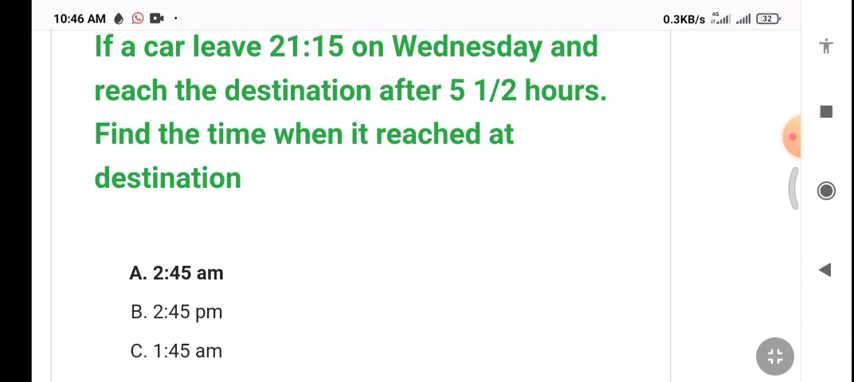 10:46 AM
0.3KB/s 4G 32
If a car leave 21:15 on Wednesday and
reach the destination after 5 1/2 hours.
Find the time when it reached at
destination
A. 2:45 am
B. 2:45 pm
C. 1:45 am